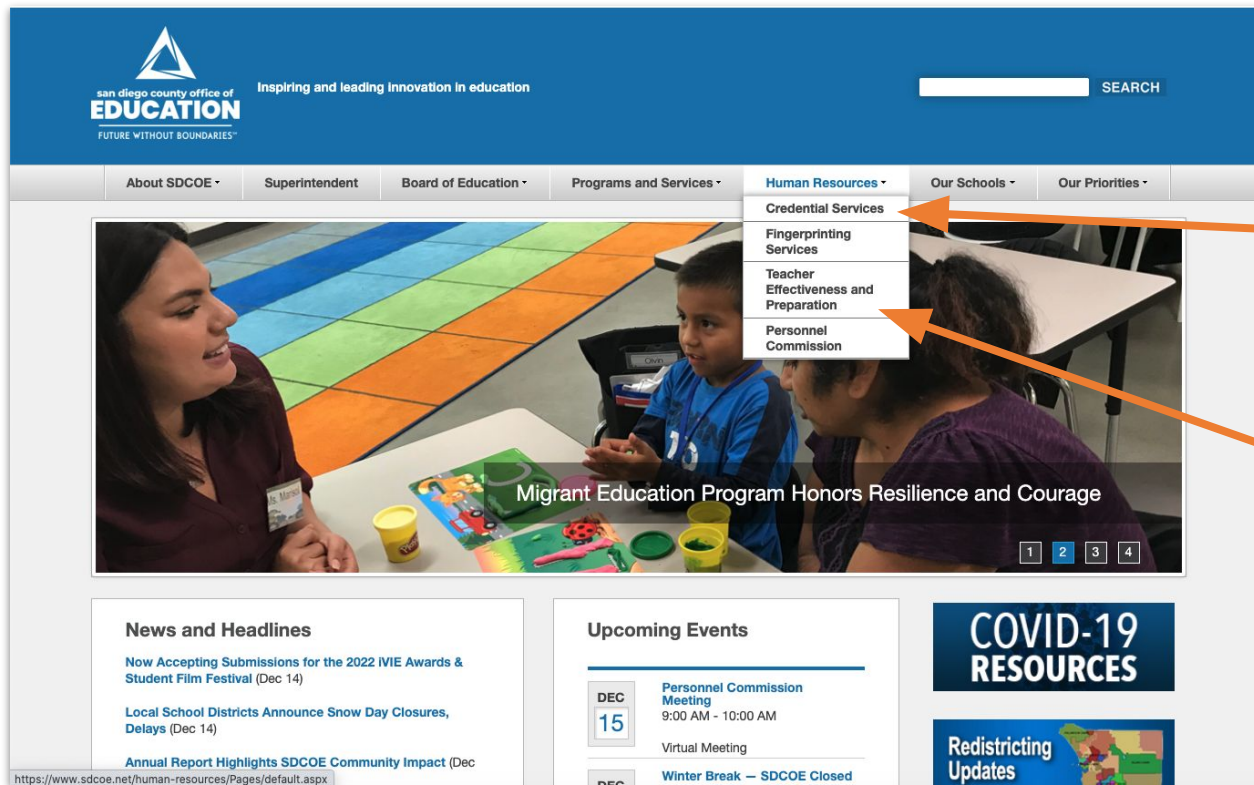 san diego county office of
EDUCATION
FUTURE WITHOUT BOUNDARIES™
Inspiring and leading innovation in education
SEARCH
About SDCOE
Superintendent
Board of Education
Programs and Services
Human Resources
Our Schools
Our Priorities
Credential Services
Fingerprinting
Services
Teacher
Effectiveness and
Preparation
Personnel
Commission
Olvin
10
Ms. Marisol
Migrant Education Program Honors Resilience and Courage
1 2 3 4
News and Headlines
Now Accepting Submissions for the 2022 iVIE Awards &
Student Film Festival (Dec 14)
Local School Districts Announce Snow Day Closures,
Delays (Dec 14)
Annual Report Highlights SDCOE Community Impact (Dec
Upcoming Events
DEC
15
Personnel Commission
Meeting
9:00 AM - 10:00 AM
Virtual Meeting
DEC
Winter Break — SDCOE Closed
COVID-19
RESOURCES
Redistricting
Updates
https://www.sdcoe.net/human-resources/Pages/default.aspx